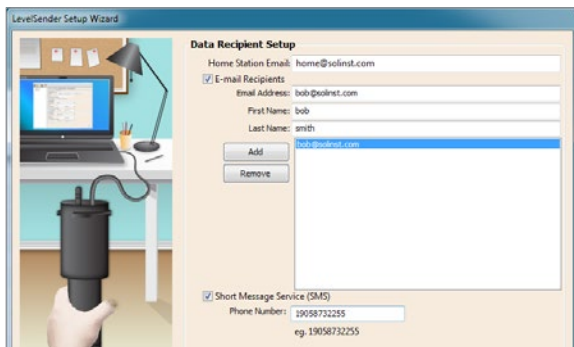 LevelSender Setup Wizard
Data Recipient Setup
Home Station Email: home@solinst.com
E-mail Recipients
Email Address: bob@solinst.com
First Name: bob
Last Name: smith
Add
bob@solinst.com
Remove
Short Message Service (SMS)
Phone Number: 19058732255
eg. 19058732255